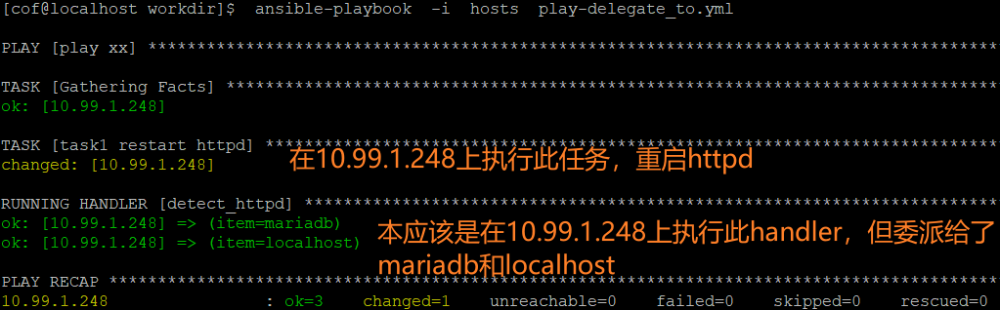 [cof@localhost workdir]$  ansible-playbook  -i  hosts  play-delegate_to.yml
PLAY [play xx] ******************************************************************************************
TASK [Gathering Facts] **********************************************************************************
ok: [10.99.1.248]
TASK [task1 restart httpd] ******************************************************************************
changed: [10.99.1.248]
在10.99.1.248上执行此任务，重启httpd
RUNNING HANDLER [detect_httpd] **************************************************************************
ok: [10.99.1.248] => (item=mariadb)
ok: [10.99.1.248] => (item=localhost)
本应该是在10.99.1.248上执行此handler，但委派给了
mariadb和localhost
PLAY RECAP **********************************************************************************************
10.99.1.248                : ok=3    changed=1    unreachable=0    failed=0    skipped=0    rescued=0